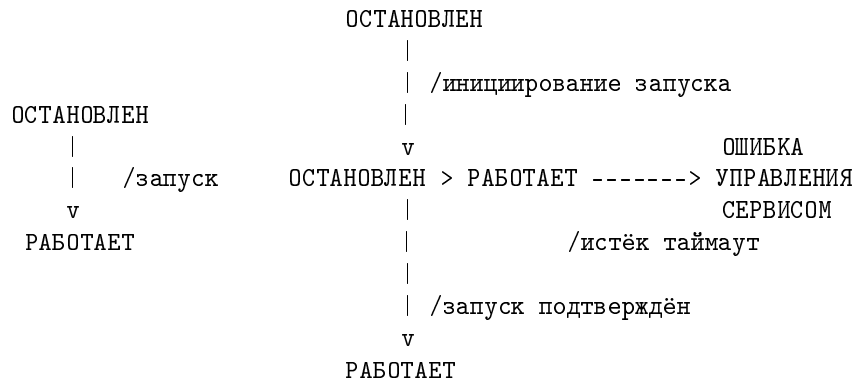 ОСТАНОВЛЕН
|
| /инициирование запуска
ОСТАНОВЛЕН |
| v ОШИБКА
| /запуск ОСТАНОВЛЕН > РАБОТАЕТ -------> УПРАВЛЕНИЯ
v | СЕРВИСОМ
РАБОТАЕТ | /истёк таймаут
|
| /запуск подтверждён
v
РАБОТАЕТ